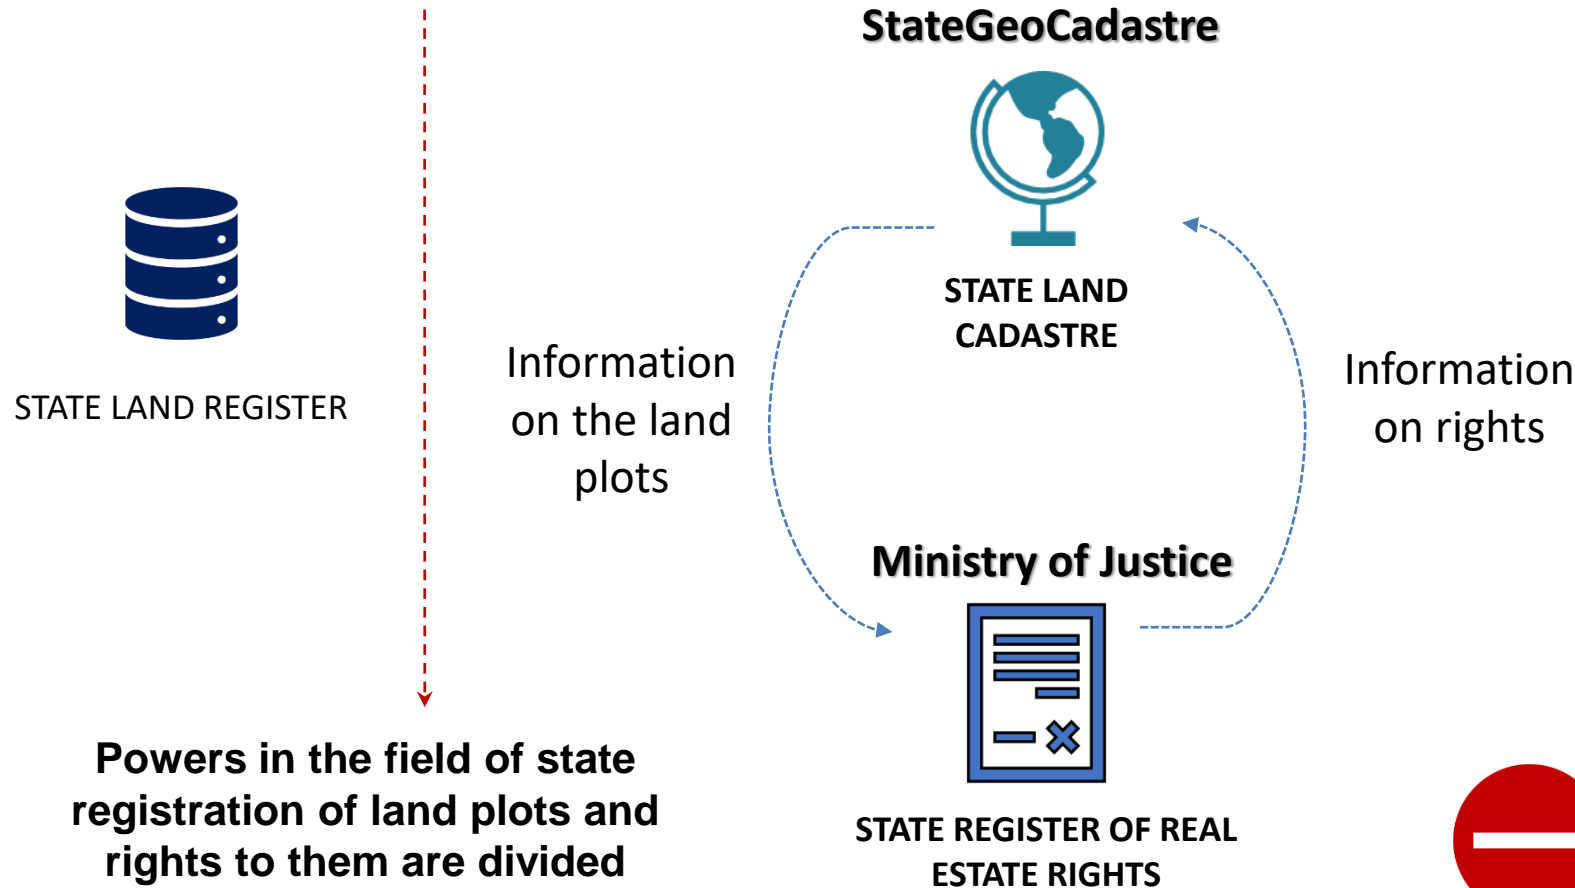 StateGeoCadastre
STATE LAND
CADASTRE
STATE LAND REGISTER
Information
on the land
plots
Information
on rights
Ministry of Justice
Powers in the field of state
registration of land plots and
rights to them are divided
STATE REGISTER OF REAL
ESTATE RIGHTS